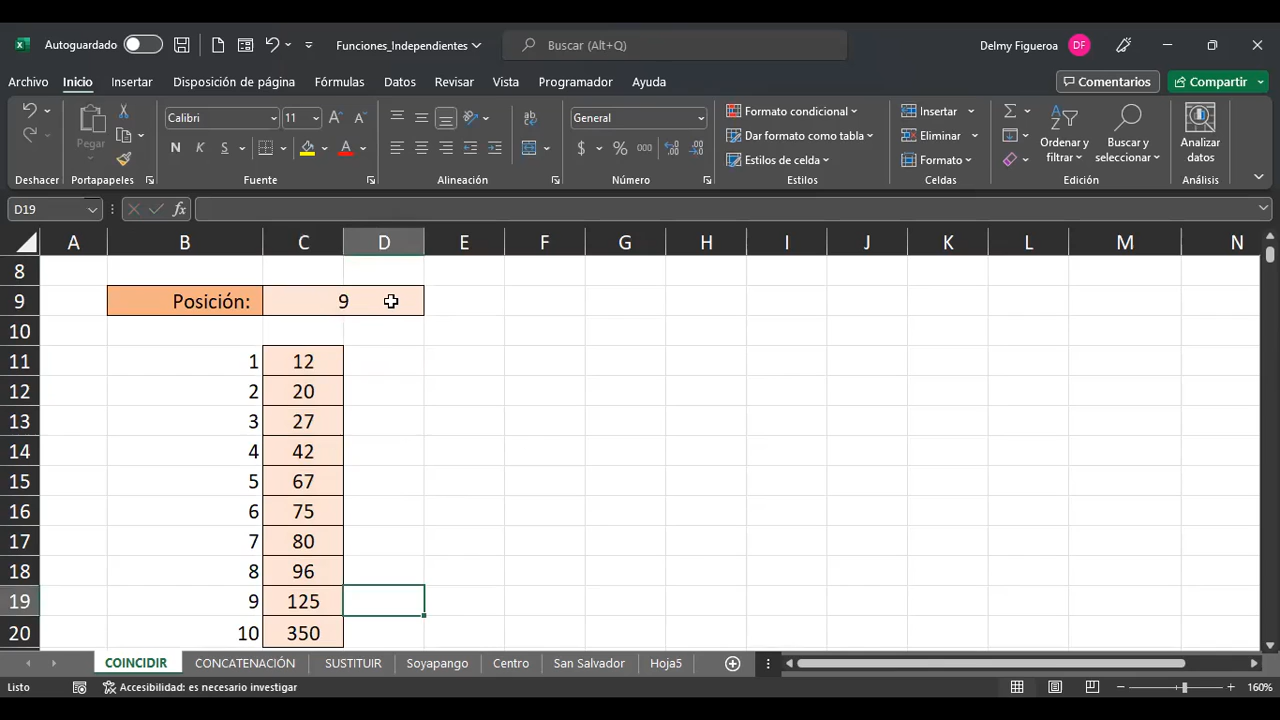 Autoguardado
Funciones_Independientes
Buscar (Alt+Q)
Delmy Figueroa
DF
Archivo Inicio Insertar Disposición de página Fórmulas Datos Revisar Vista Programador Ayuda
Comentarios
Compartir
Pegar
Calibri 11
N K S
General
$ % 000
Formato condicional
Dar formato como tabla
Estilos de celda
Insertar
Eliminar
Formato
Ordenar y filtrar
Buscar y seleccionar
Analizar datos
Deshacer Portapapeles Fuente Alineación Número Estilos Celdas Edición Análisis
D19
fx
A B C D E F G H I J K L M N
8
9 Posición: 9
10
11 1 12
12 2 20
13 3 27
14 4 42
15 5 67
16 6 75
17 7 80
18 8 96
19 9 125
20 10 350
COINCIDIR CONCATENACIÓN SUSTITUIR Soyapango Centro San Salvador Hoja5
Listo
Accesibilidad: es necesario investigar
160%